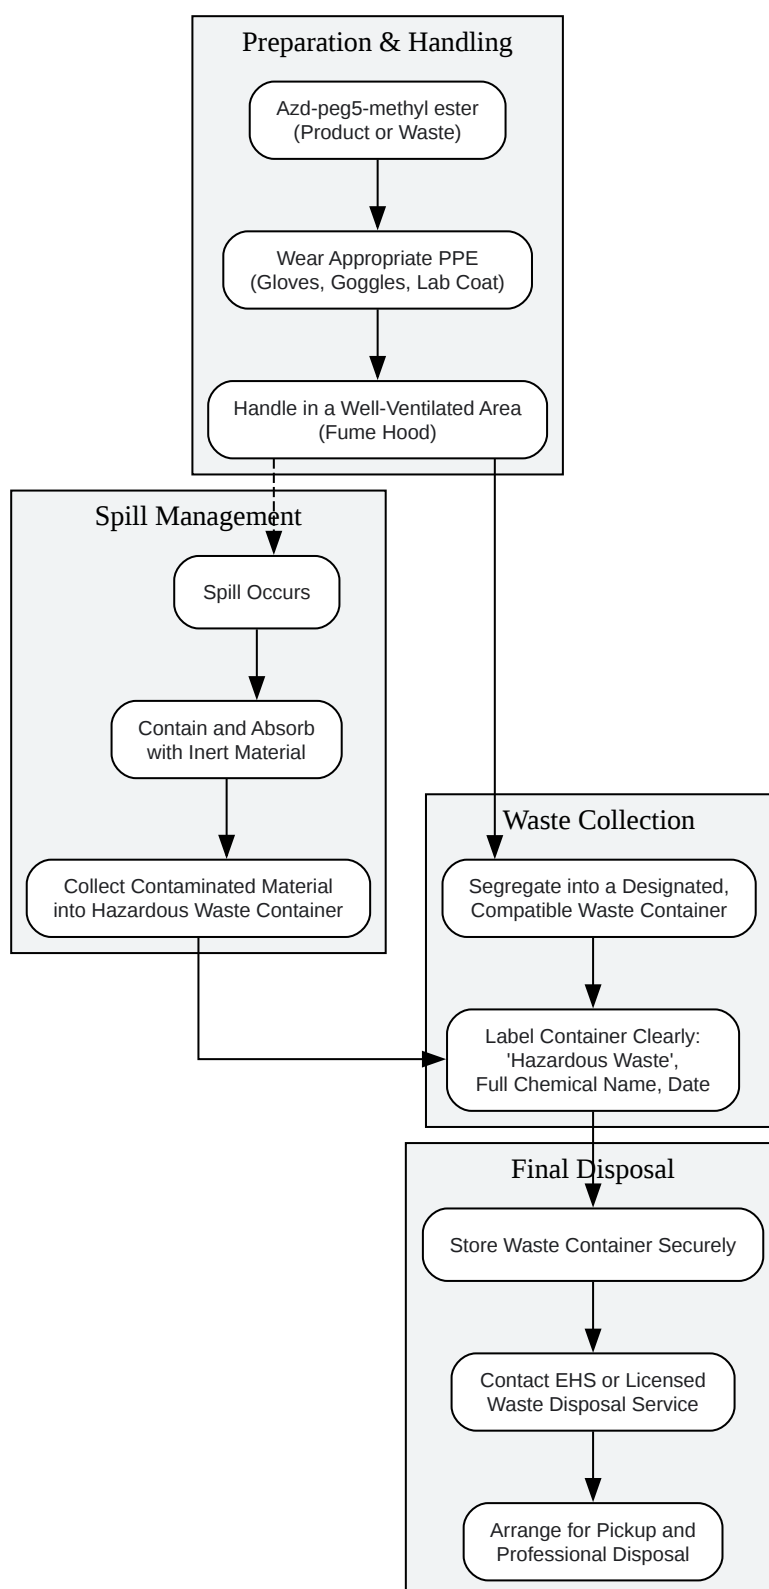 Preparation & Handling
Azd-peg5-methyl ester
(Product or Waste)
Wear Appropriate PPE
(Gloves, Goggles, Lab Coat)
Handle in a Well-Ventilated Area
(Fume Hood)
Spill Management
Spill Occurs
Contain and Absorb
with Inert Material
Collect Contaminated Material
into Hazardous Waste Container
Waste Collection
Segregate into a Designated,
Compatible Waste Container
Label Container Clearly:
'Hazardous Waste',
Full Chemical Name, Date
Final Disposal
Store Waste Container Securely
Contact EHS or Licensed
Waste Disposal Service
Arrange for Pickup and
Professional Disposal